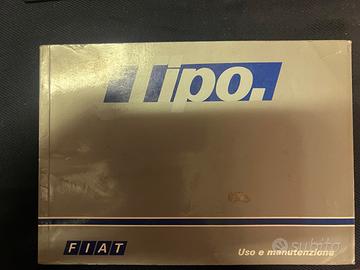 Tipo.
FIAT
Uso e manutenzione
subito